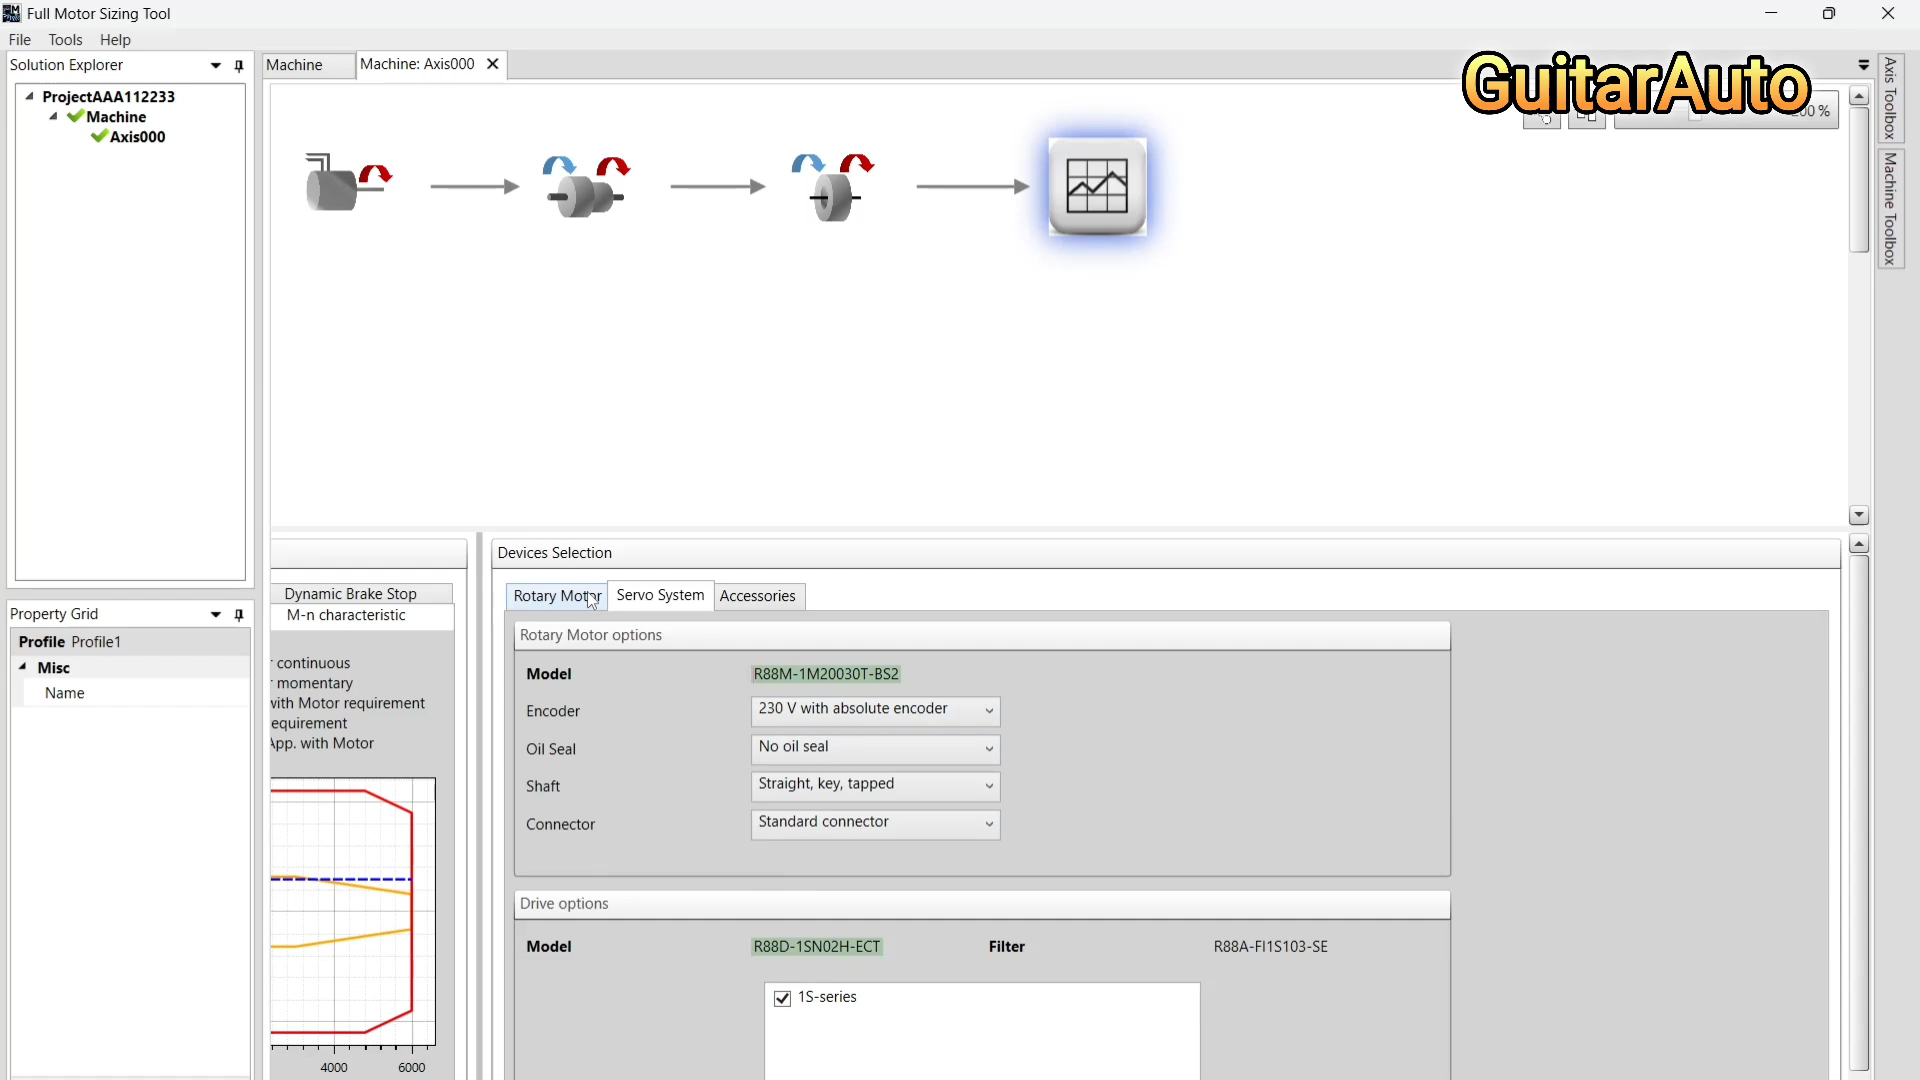 Full Motor Sizing Tool
File Tools Help
Solution Explorer
ProjectAAA112233
Machine
Axis000
Machine
Machine: Axis000
GuitarAuto
Axis Toolbox
Machine Toolbox
Property Grid
Profile Profile1
Misc
Name
Dynamic Brake Stop
M-n characteristic
continuous
momentary
with Motor requirement
equirement
App. with Motor
4000 6000
Devices Selection
Rotary Motor Servo System Accessories
Rotary Motor options
Model R88M-1M20030T-BS2
Encoder 230 V with absolute encoder
Oil Seal No oil seal
Shaft Straight, key, tapped
Connector Standard connector
Drive options
Model R88D-1SN02H-ECT Filter R88A-FI1S103-SE
1S-series